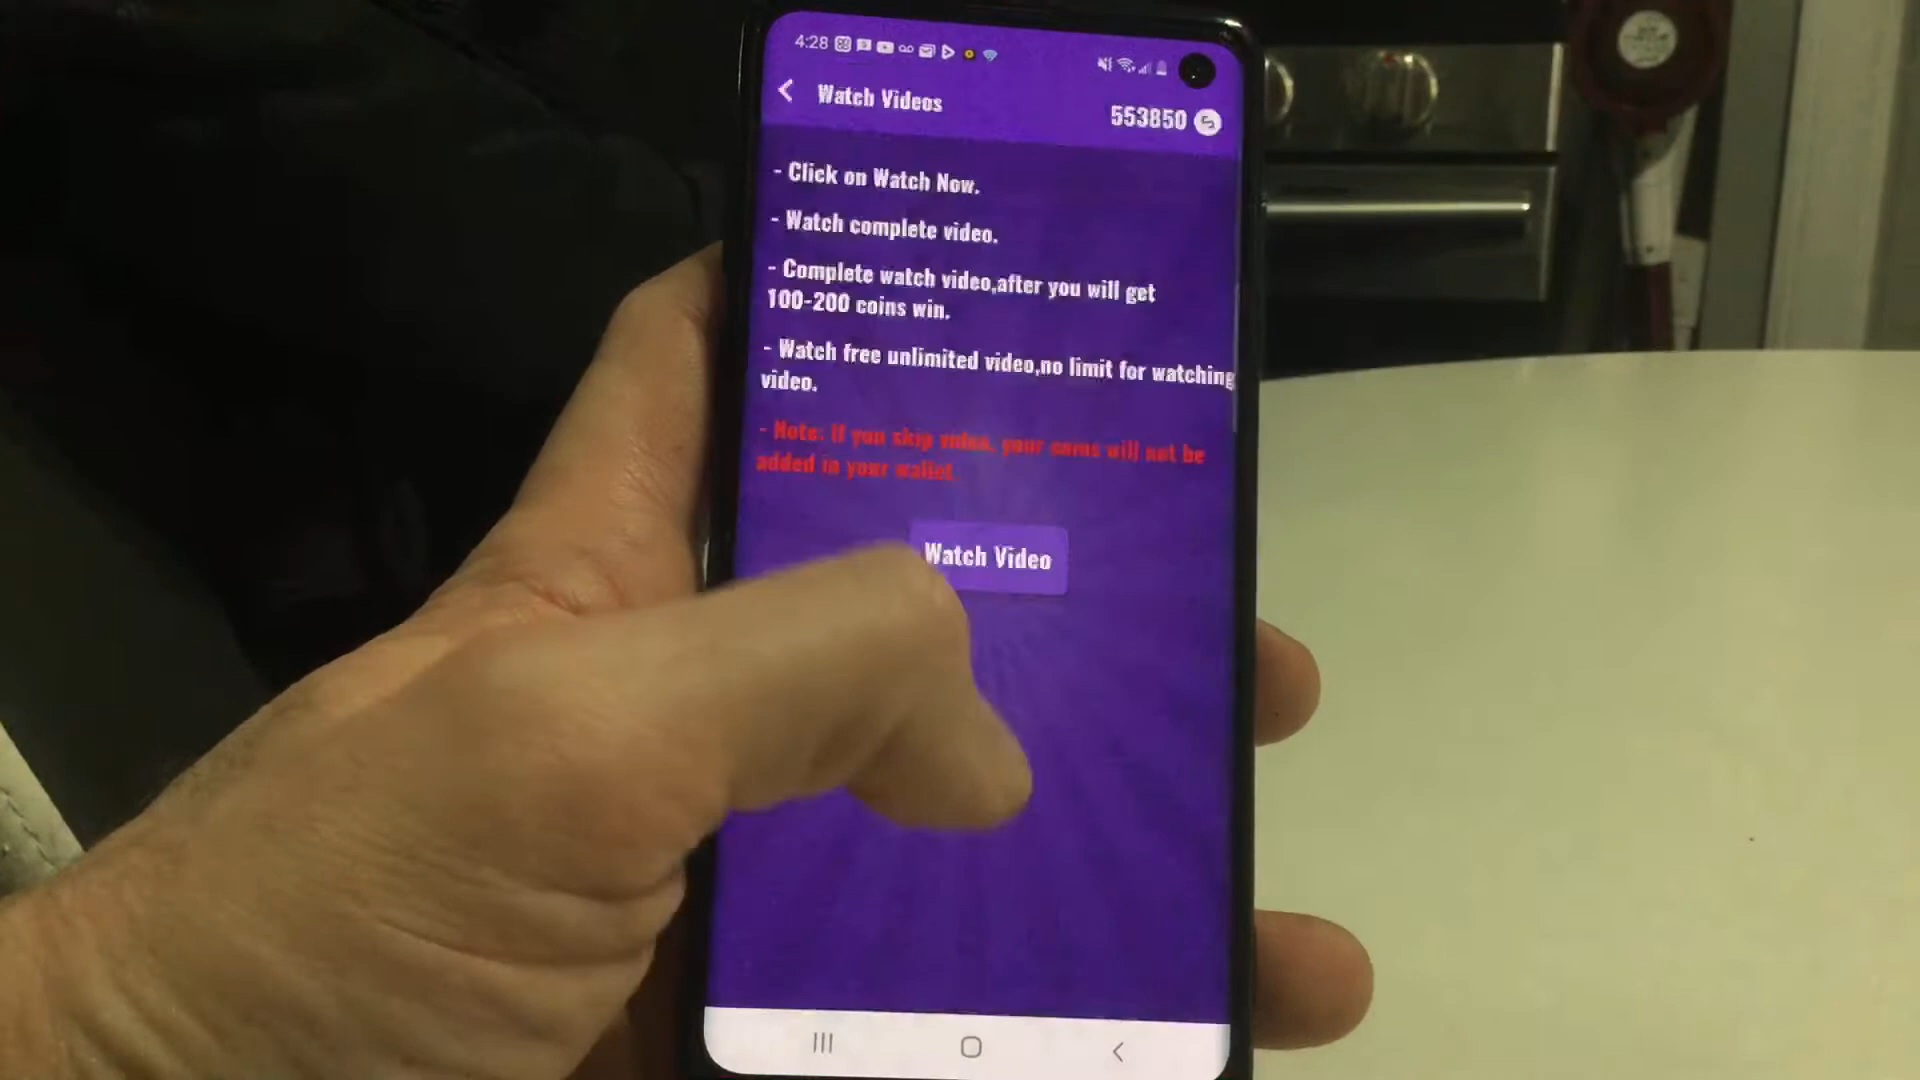 4:28
Watch Videos
553850
- Click on Watch Now.
- Watch complete video.
- Complete watch video,after you will get
100-200 coins win.
- Watch free unlimited video,no limit for watching
video.
- Note: If you skip video, your coins will not be
added in your wallet.
Watch Video